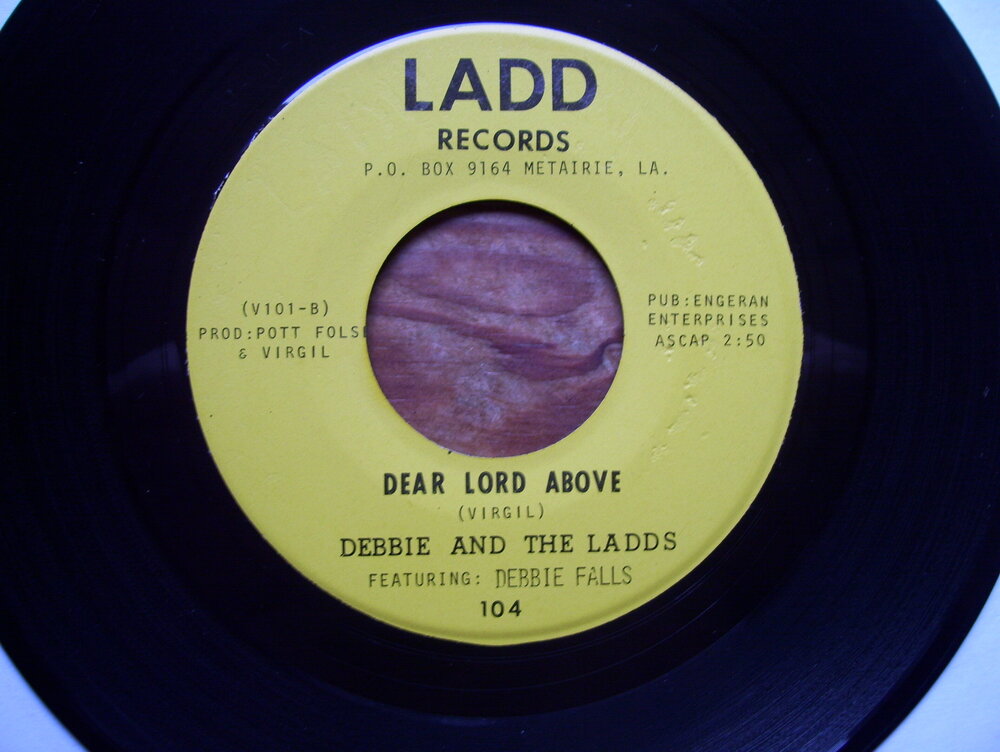 LADD
RECORDS
P.O. BOX 9164 METAIRIE, LA.
(V101-B)
PROD:POTT FOLSE
& VIRGIL
PUB:ENGERAN
ENTERPRISES
ASCAP 2:50
DEAR LORD ABOVE
(VIRGIL)
DEBBIE AND THE LADDS
FEATURING: DEBBIE FALLS
104